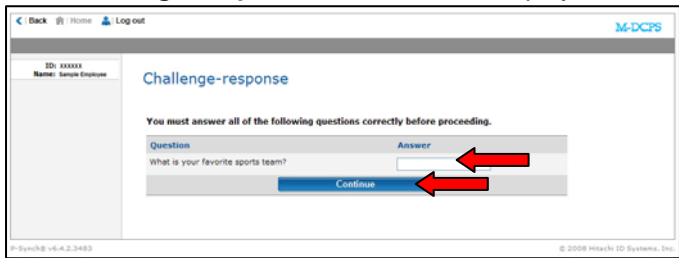 Back Home Log out
M-DCPS
ID: XXXXXX
Name: Sample Employee
Challenge-response
You must answer all of the following questions correctly before proceeding.
Question Answer
What is your favorite sports team?
Continue
P-Synch® v6.4.2.3483 © 2008 Hitachi ID Systems, Inc.